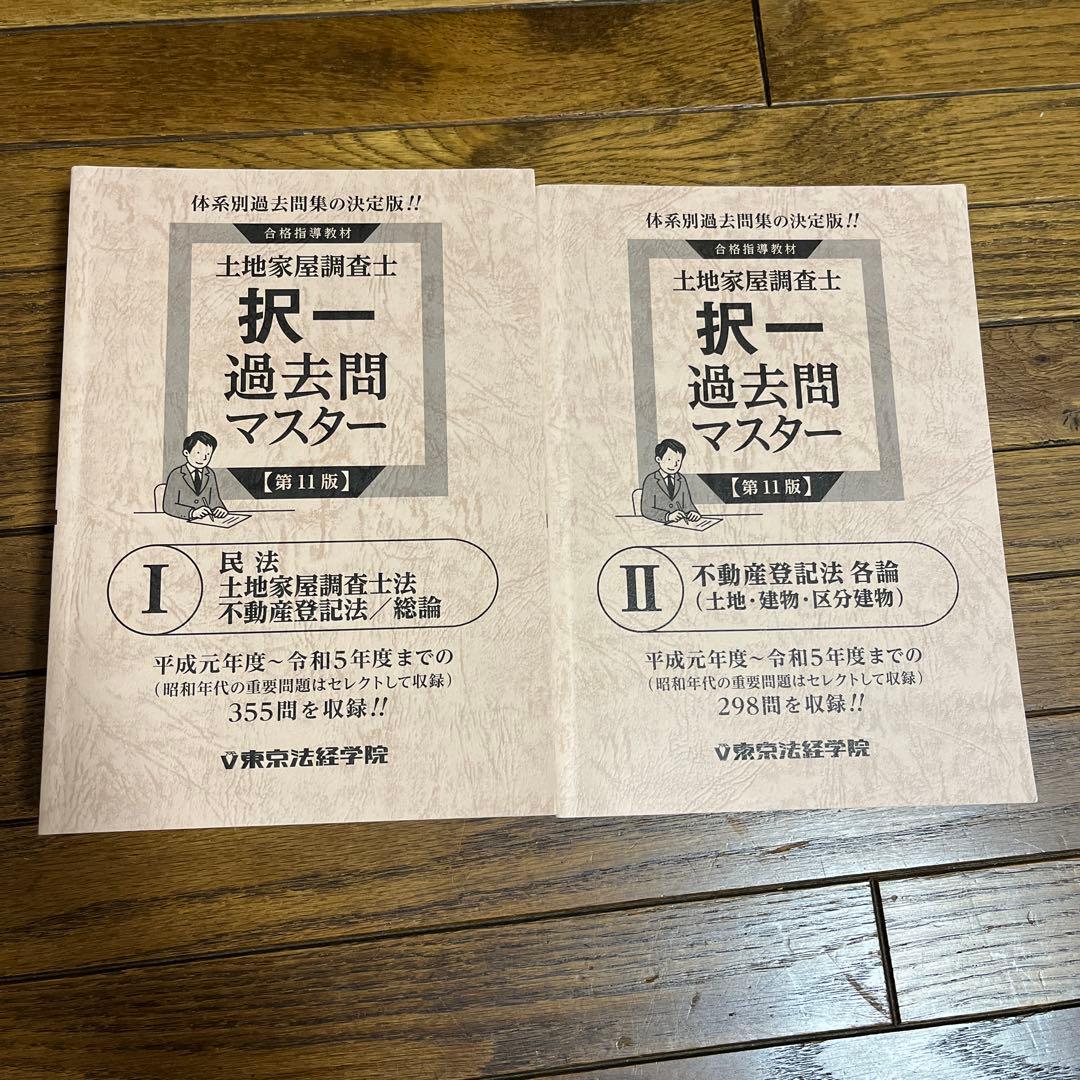 体系別過去問集の決定版!!
合格指導教材
土地家屋調査士
択一
過去問
マスター
【第11版】
I
民法
土地家屋調査士法
不動産登記法／総論
平成元年度～令和5年度までの
（昭和年代の重要問題はセレクトして収録）
355問を収録!!
東京法経学院
体系別過去問集の決定版!!
合格指導教材
土地家屋調査士
択一
過去問
マスター
【第11版】
II
不動産登記法 各論
（土地・建物・区分建物）
平成元年度～令和5年度までの
（昭和年代の重要問題はセレクトして収録）
298問を収録!!
東京法経学院